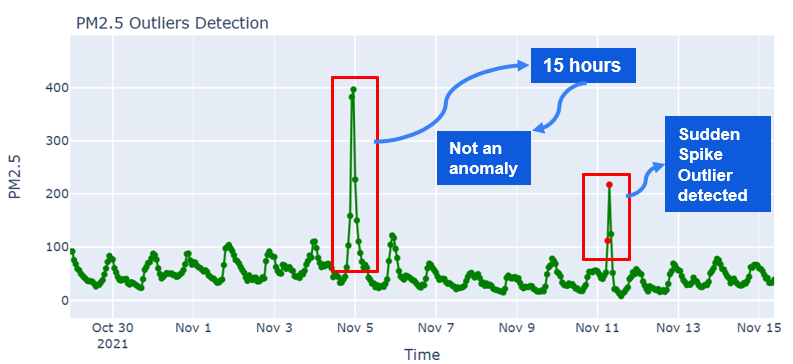 PM2.5 Outliers Detection
15 hours
Not an
anomaly
Sudden
Spike
Outlier
detected
PM2.5
400
300
200
100
0
Oct 30
2021
Nov 1
Nov 3
Nov 5
Nov 7
Nov 9
Nov 11
Nov 13
Nov 15
Time